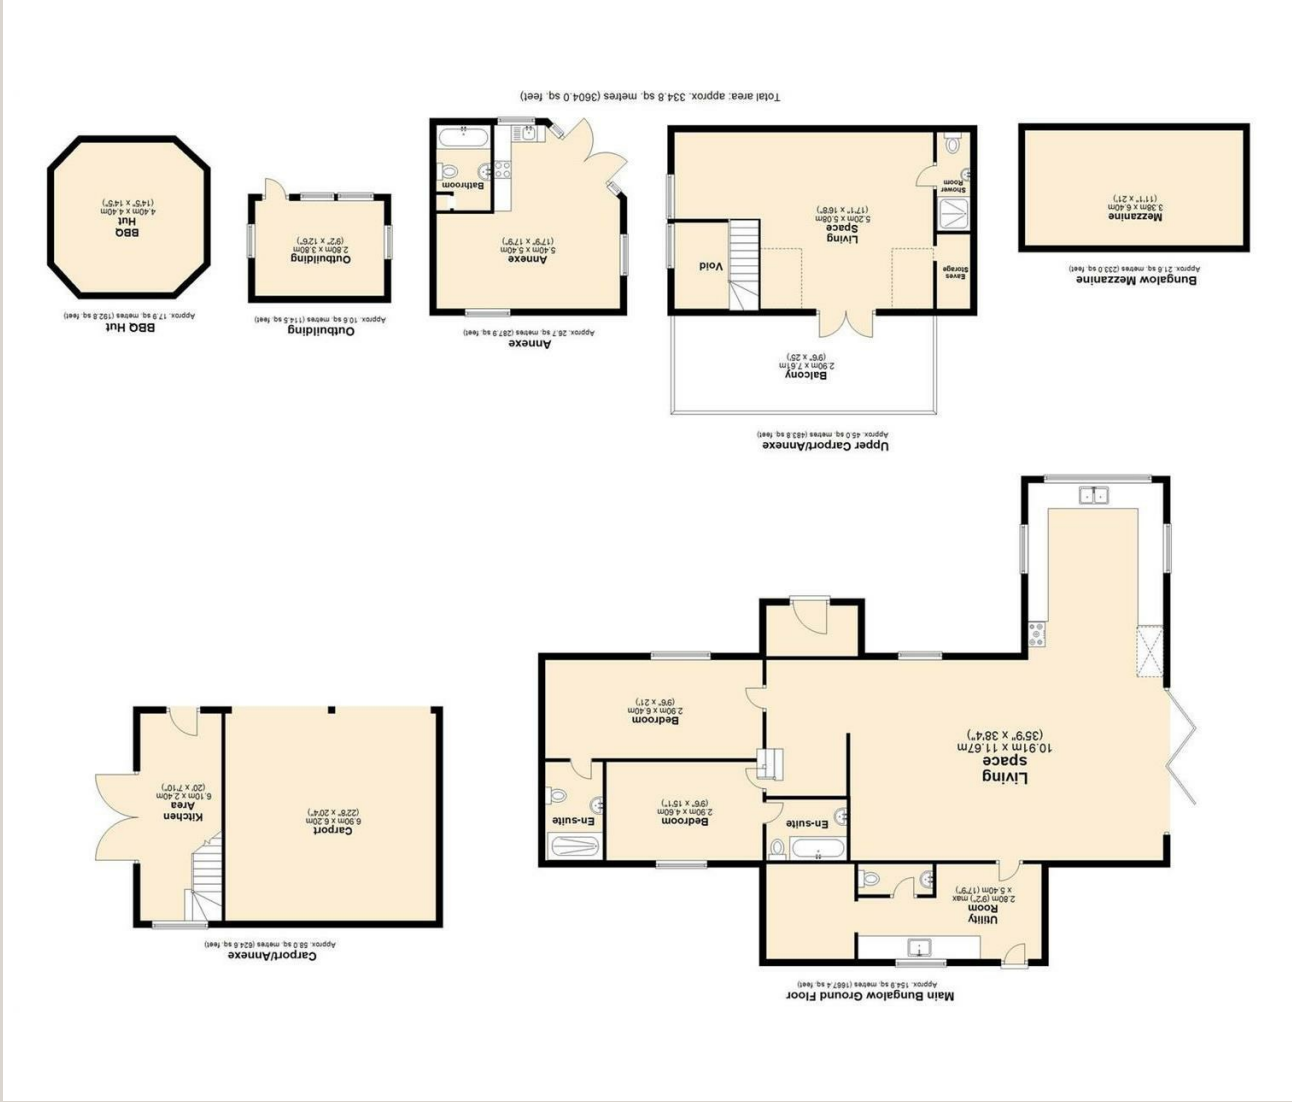 Main Bungalow Ground Floor
Approx. 154.9 sq. metres (1667.4 sq. feet)
Utility
Room
2.80m (9'2") max
x 5.40m (17'9")
En-suite
Bedroom
2.90m x 4.60m
(9'6" x 15'1")
En-suite
Living
space
10.91m x 11.67m
(35'9" x 38'4")
Bedroom
2.90m x 6.40m
(9'6" x 21')
Carport/Annexe
Approx. 58.0 sq. metres (624.6 sq. feet)
Carport
6.90m x 6.20m
(22'8" x 20'4")
Kitchen
Area
6.10m x 2.40m
(20' x 7'10")
Bungalow Mezzanine
Approx. 21.6 sq. metres (233.0 sq. feet)
Mezzanine
3.38m x 6.40m
(11'1" x 21')
Upper Carport/Annexe
Approx. 45.0 sq. metres (483.8 sq. feet)
Balcony
2.90m x 7.61m
(9'6" x 25')
Eaves
Storage
Void
Living
Space
5.20m x 5.08m
(17'1" x 16'8")
Shower
Room
Annexe
Approx. 26.7 sq. metres (287.9 sq. feet)
Annexe
5.40m x 5.40m
(17'9" x 17'9")
Bathroom
Outbuilding
Approx. 10.6 sq. metres (114.5 sq. feet)
Outbuilding
2.80m x 3.80m
(9'2" x 12'6")
BBQ Hut
Approx. 17.9 sq. metres (192.8 sq. feet)
BBQ
Hut
4.40m x 4.40m
(14'5" x 14'5")
Total area: approx. 334.8 sq. metres (3604.0 sq. feet)